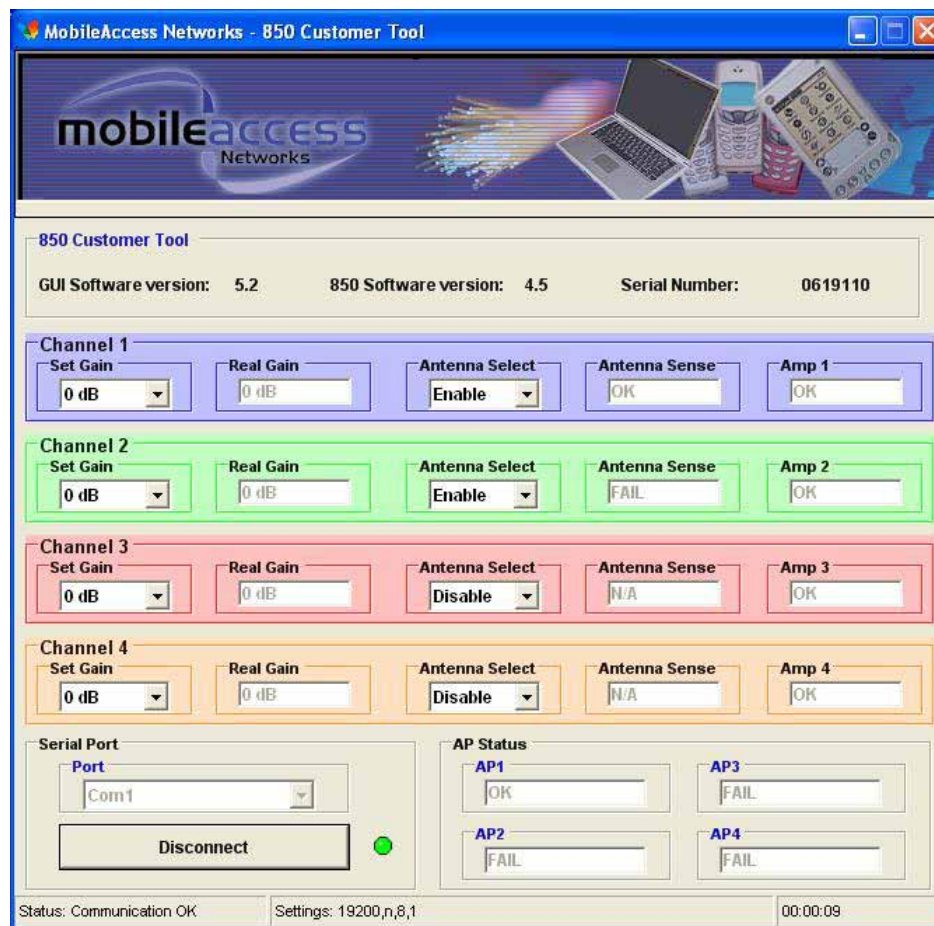 MobileAccess Networks - 850 Customer Tool
mobileaccess
Networks
850 Customer Tool
GUI Software version: 5.2 850 Software version: 4.5 Serial Number: 0619110
Channel 1
Set Gain Real Gain Antenna Select Antenna Sense Amp 1
0 dB 0 dB Enable OK OK
Channel 2
Set Gain Real Gain Antenna Select Antenna Sense Amp 2
0 dB 0 dB Enable FAIL OK
Channel 3
Set Gain Real Gain Antenna Select Antenna Sense Amp 3
0 dB 0 dB Disable N/A OK
Channel 4
Set Gain Real Gain Antenna Select Antenna Sense Amp 4
0 dB 0 dB Disable N/A OK
Serial Port
Port
Com1
Disconnect
AP Status
AP1 AP3
OK FAIL
AP2 AP4
FAIL FAIL
Status: Communication OK Settings: 19200,n,8,1 00:00:09